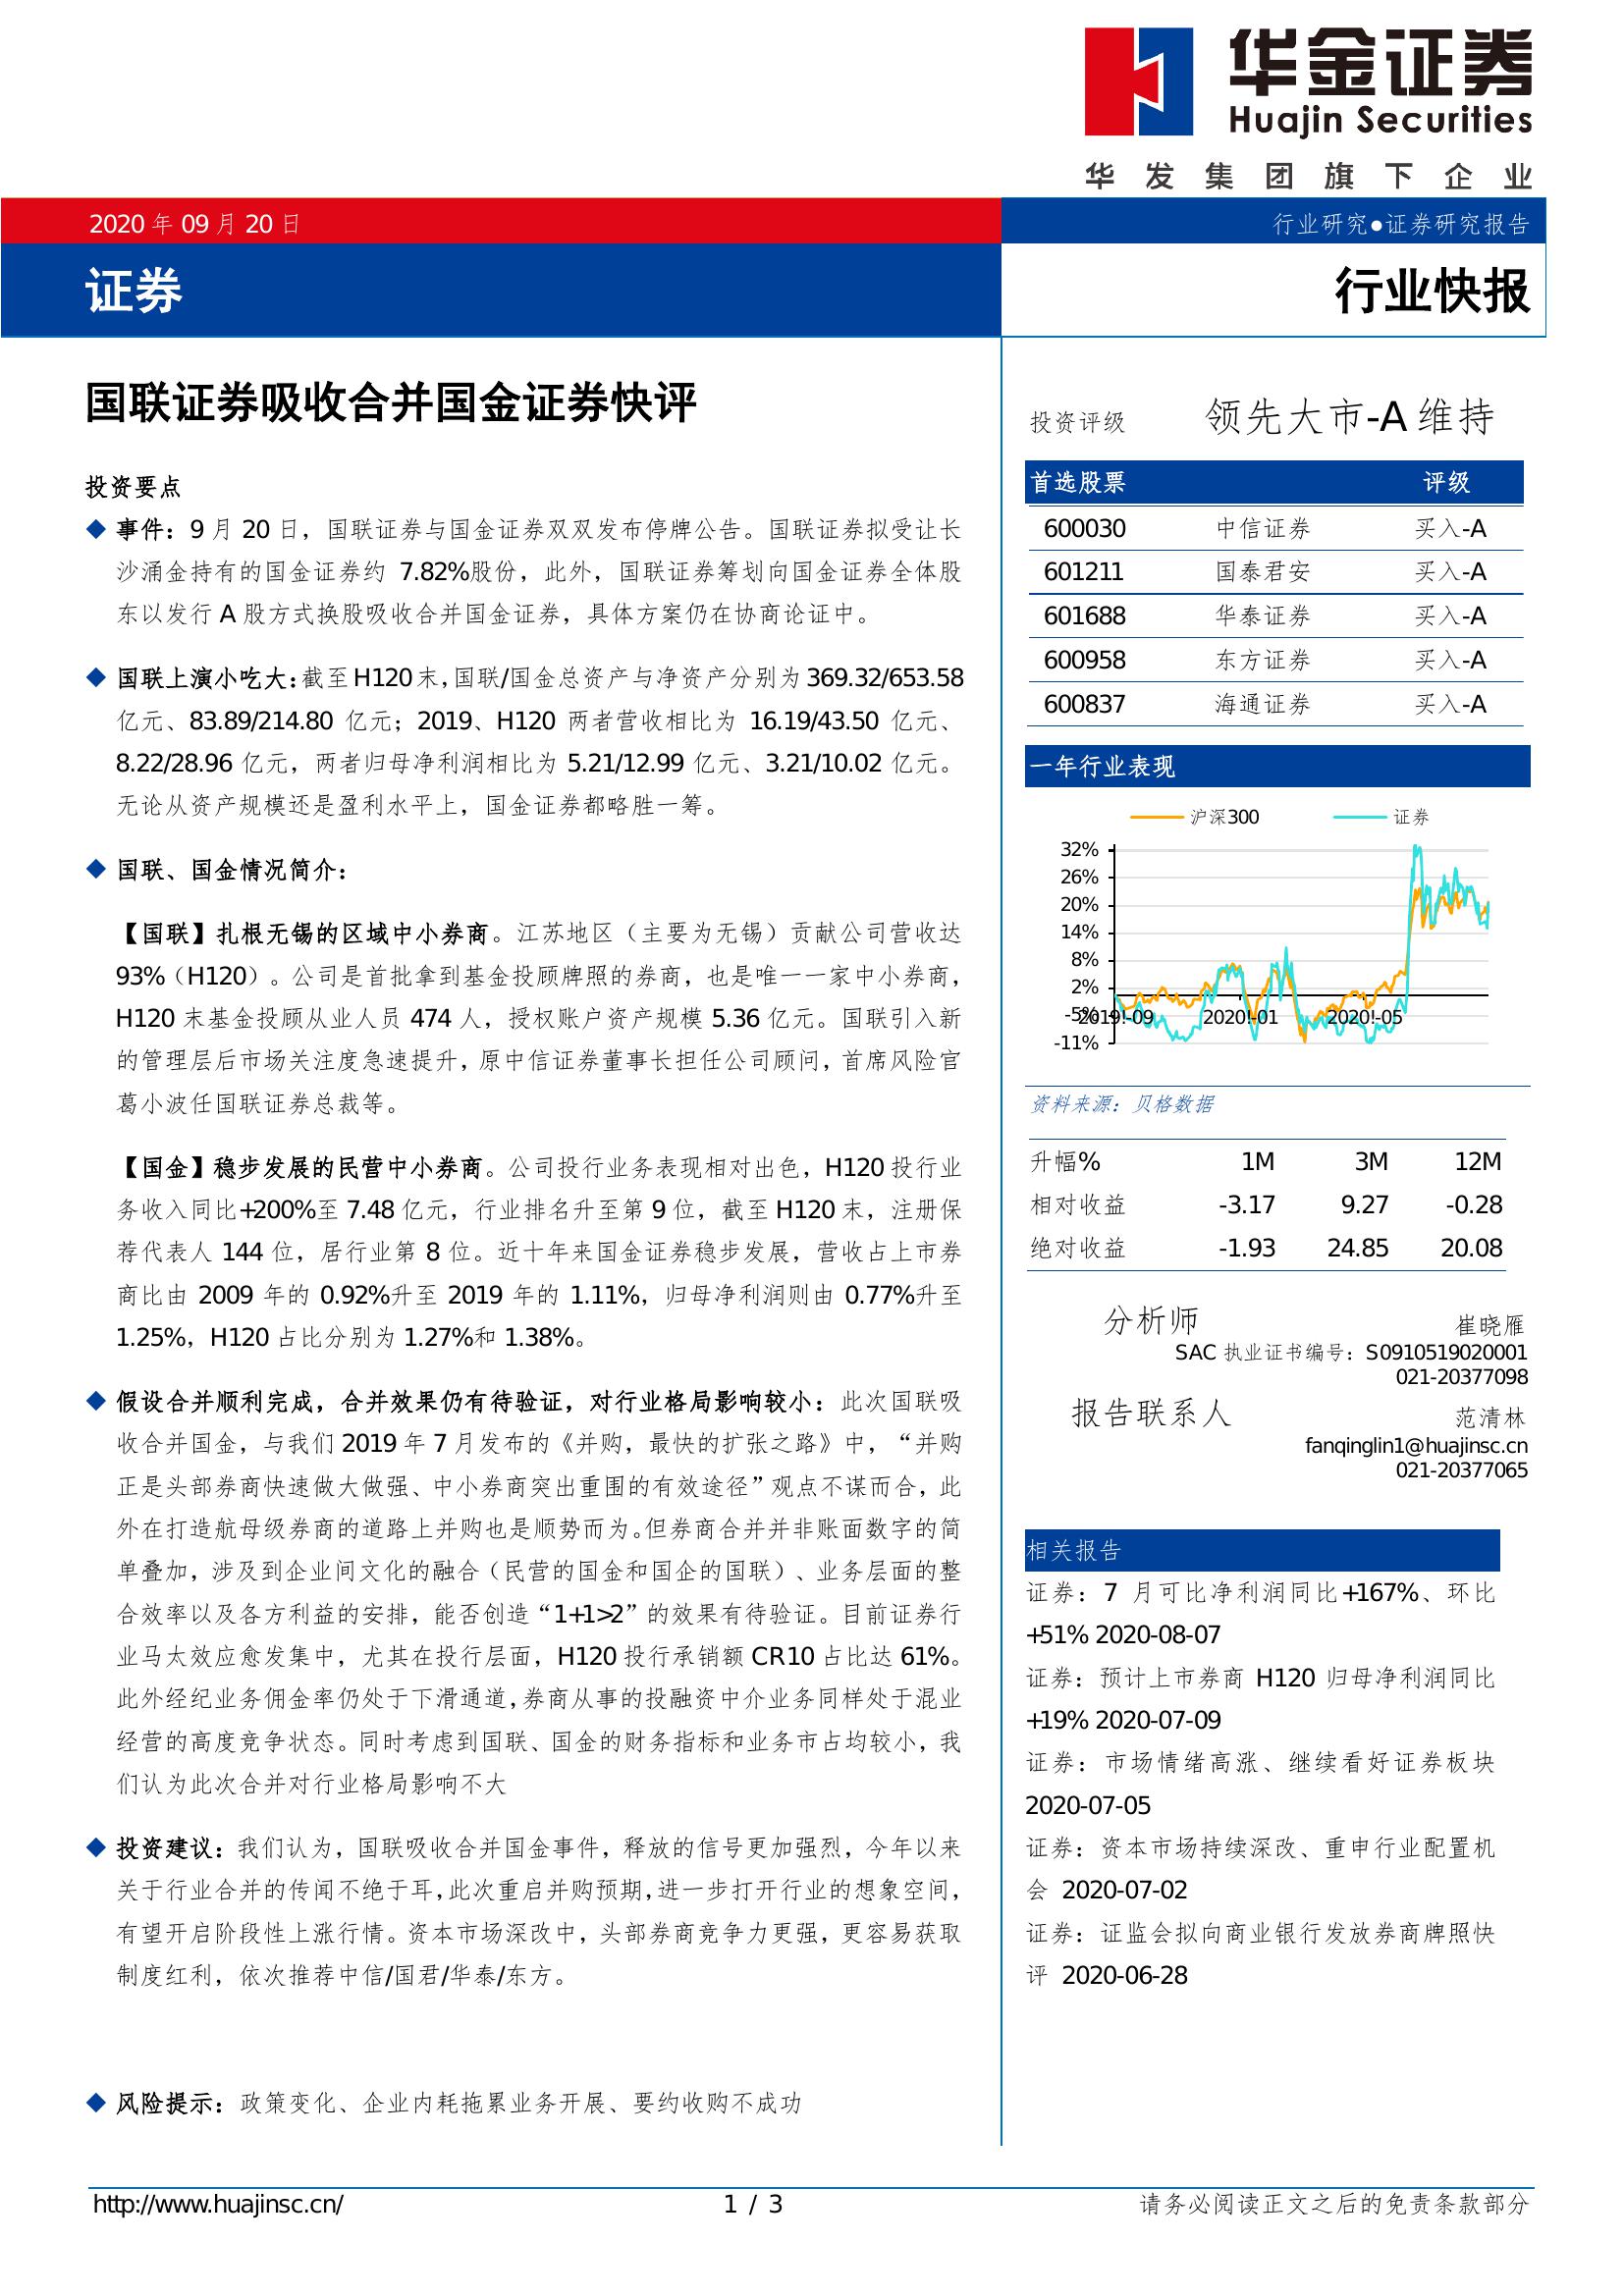 华金证券
Huajin Securities
华发集团旗下企业
2020 年 09 月 20 日
行业研究●证券研究报告
证券
行业快报
国联证券吸收合并国金证券快评
投资要点
◆ 事件：9 月 20 日，国联证券与国金证券双双发布停牌公告。国联证券拟受让长
沙涌金持有的国金证券约 7.82%股份，此外，国联证券筹划向国金证券全体股
东以发行 A 股方式换股吸收合并国金证券，具体方案仍在协商论证中。
◆ 国联上演小吃大：截至 H120 末，国联/国金总资产与净资产分别为 369.32/653.58
亿元、83.89/214.80 亿元；2019、H120 两者营收相比为 16.19/43.50 亿元、
8.22/28.96 亿元，两者归母净利润相比为 5.21/12.99 亿元、3.21/10.02 亿元。
无论从资产规模还是盈利水平上，国金证券都略胜一筹。
◆ 国联、国金情况简介：
【国联】扎根无锡的区域中小券商。江苏地区（主要为无锡）贡献公司营收达
93%（H120）。公司是首批拿到基金投顾牌照的券商，也是唯一一家中小券商，
H120 末基金投顾从业人员 474 人，授权账户资产规模 5.36 亿元。国联引入新
的管理层后市场关注度急速提升，原中信证券董事长担任公司顾问，首席风险官
葛小波任国联证券总裁等。
【国金】稳步发展的民营中小券商。公司投行业务表现相对出色，H120 投行业
务收入同比+200%至 7.48 亿元，行业排名升至第 9 位，截至 H120 末，注册保
荐代表人 144 位，居行业第 8 位。近十年来国金证券稳步发展，营收占上市券
商比由 2009 年的 0.92%升至 2019 年的 1.11%，归母净利润则由 0.77%升至
1.25%，H120 占比分别为 1.27%和 1.38%。
◆ 假设合并顺利完成，合并效果仍有待验证，对行业格局影响较小：此次国联吸
收合并国金，与我们 2019 年 7 月发布的《并购，最快的扩张之路》中，“并购
正是头部券商快速做大做强、中小券商突出重围的有效途径”观点不谋而合，此
外在打造航母级券商的道路上并购也是顺势而为。但券商合并并非账面数字的简
单叠加，涉及到企业间文化的融合（民营的国金和国企的国联）、业务层面的整
合效率以及各方利益的安排，能否创造“1+1>2”的效果有待验证。目前证券行
业马太效应愈发集中，尤其在投行层面，H120 投行承销额 CR10 占比达 61%。
此外经纪业务佣金率仍处于下滑通道，券商从事的投融资中介业务同样处于混业
经营的高度竞争状态。同时考虑到国联、国金的财务指标和业务市占均较小，我
们认为此次合并对行业格局影响不大
◆ 投资建议：我们认为，国联吸收合并国金事件，释放的信号更加强烈，今年以来
关于行业合并的传闻不绝于耳，此次重启并购预期，进一步打开行业的想象空间，
有望开启阶段性上涨行情。资本市场深改中，头部券商竞争力更强，更容易获取
制度红利，依次推荐中信/国君/华泰/东方。
◆ 风险提示：政策变化、企业内耗拖累业务开展、要约收购不成功
投资评级 领先大市-A 维持
首选股票 评级
600030 中信证券 买入-A
601211 国泰君安 买入-A
601688 华泰证券 买入-A
600958 东方证券 买入-A
600837 海通证券 买入-A
一年行业表现
沪深300 证券
32%
26%
20%
14%
8%
2%
-5%
-11%
2019!-09 2020!-01 2020!-05
资料来源：贝格数据
升幅% 1M 3M 12M
相对收益 -3.17 9.27 -0.28
绝对收益 -1.93 24.85 20.08
分析师 崔晓雁
SAC 执业证书编号：S0910519020001
021-20377098
报告联系人 范清林
fanqinglin1@huajinsc.cn
021-20377065
相关报告
证券：7 月可比净利润同比+167%、环比
+51% 2020-08-07
证券：预计上市券商 H120 归母净利润同比
+19% 2020-07-09
证券：市场情绪高涨、继续看好证券板块
2020-07-05
证券：资本市场持续深改、重申行业配置机
会 2020-07-02
证券：证监会拟向商业银行发放券商牌照快
评 2020-06-28
http://www.huajinsc.cn/
1 / 3
请务必阅读正文之后的免责条款部分